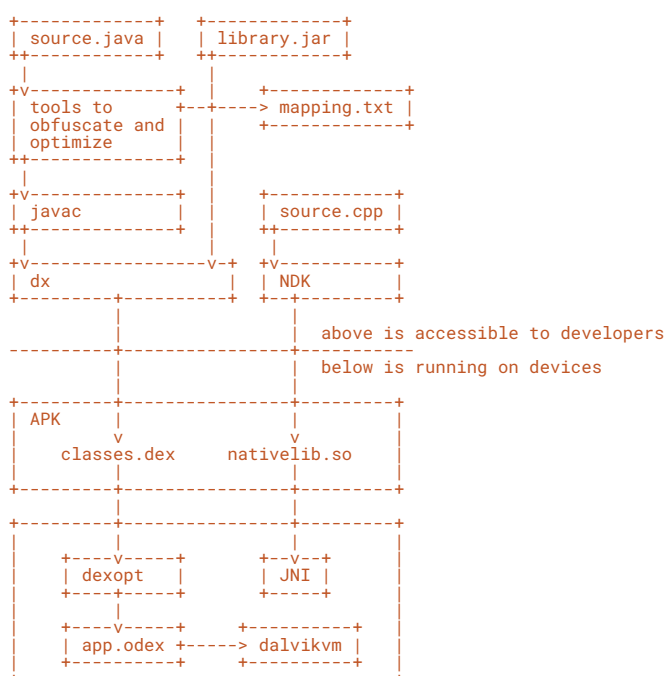 source.java library.jar
tools to mapping.txt
obfuscate and
optimize
javac source.cpp
dx NDK
above is accessible to developers
below is running on devices
APK
classes.dex nativelib.so
dexopt JNI
app.odex dalvikvm